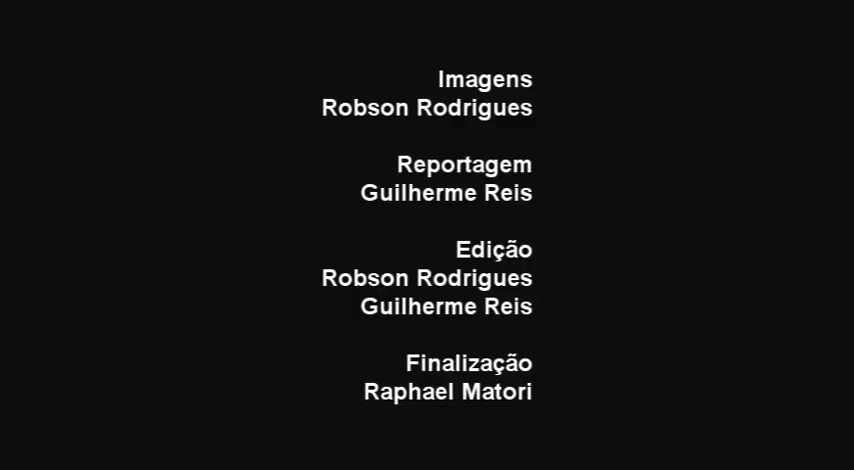 Imagens
Robson Rodrigues
Reportagem
Guilherme Reis
Edição
Robson Rodrigues
Guilherme Reis
Finalização
Raphael Matori